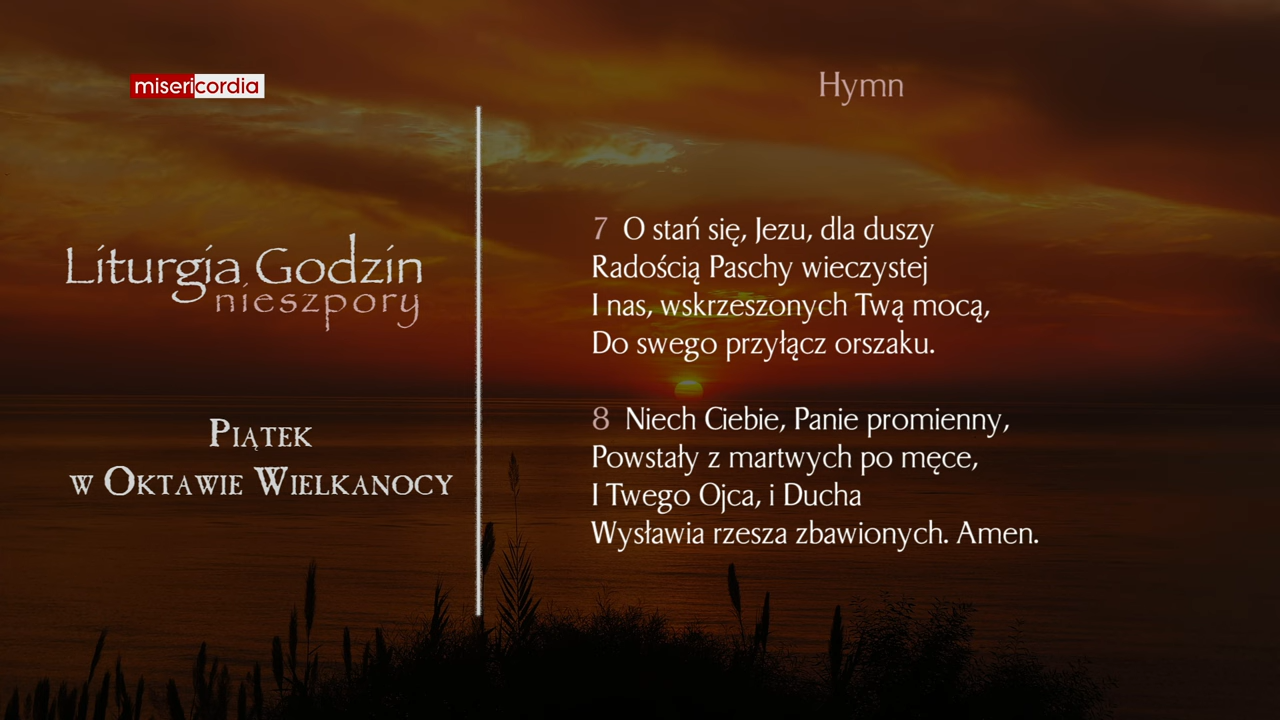 misericordia
Liturgia Godzin
nieszpory
Piątek
w Oktawie Wielkanocy
Hymn
7 O stań się, Jezu, dla duszy
Radością Paschy wieczystej
I nas, wskrzeszonych Twą mocą,
Do swego przyłącz orszaku.
8 Niech Ciebie, Panie promienny,
Powstały z martwych po męce,
I Twego Ojca, i Ducha
Wysławia rzesza zbawionych. Amen.